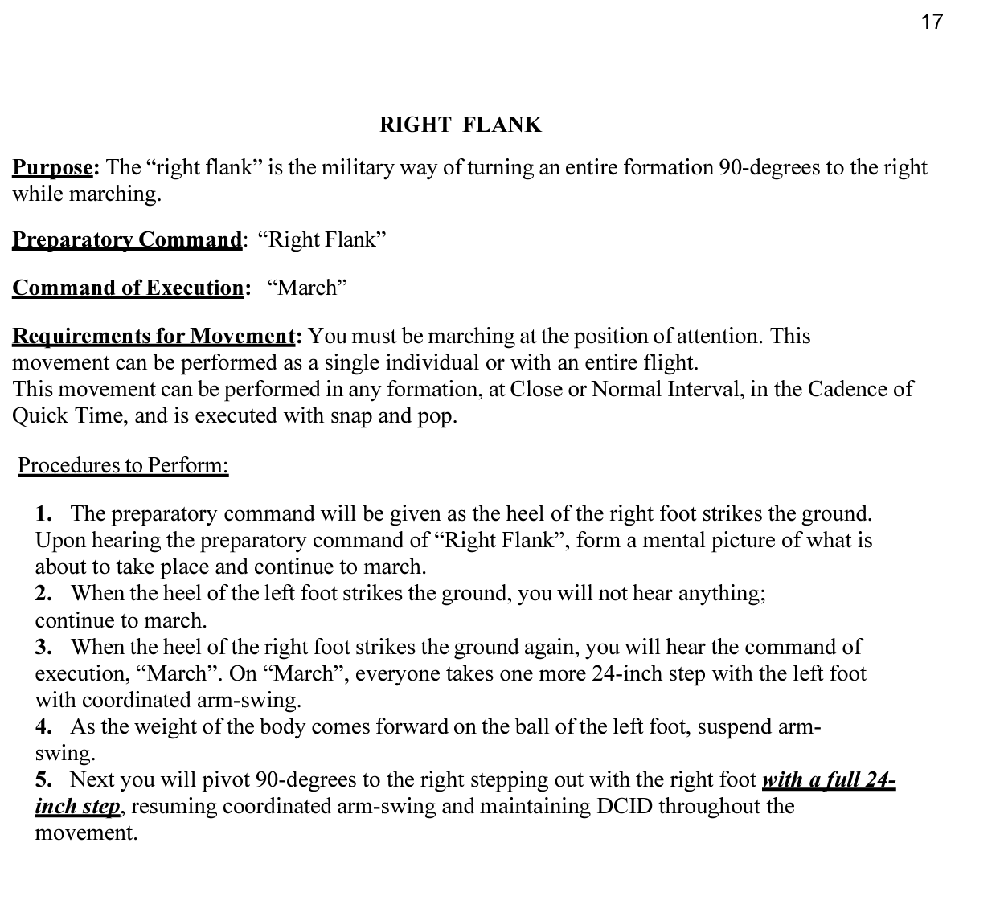 17
RIGHT FLANK
Purpose: The “right flank” is the military way of turning an entire formation 90-degrees to the right
while marching.
Preparatory Command: “Right Flank”
Command of Execution: “March”
Requirements for Movement: You must be marching at the position of attention. This
movement can be performed as a single individual or with an entire flight.
This movement can be performed in any formation, at Close or Normal Interval, in the Cadence of
Quick Time, and is executed with snap and pop.
Procedures to Perform:
1. The preparatory command will be given as the heel of the right foot strikes the ground.
Upon hearing the preparatory command of “Right Flank”, form a mental picture of what is
about to take place and continue to march.
2. When the heel of the left foot strikes the ground, you will not hear anything;
continue to march.
3. When the heel of the right foot strikes the ground again, you will hear the command of
execution, “March”. On “March”, everyone takes one more 24-inch step with the left foot
with coordinated arm-swing.
4. As the weight of the body comes forward on the ball of the left foot, suspend arm-
swing.
5. Next you will pivot 90-degrees to the right stepping out with the right foot with a full 24-
inch step, resuming coordinated arm-swing and maintaining DCID throughout the
movement.